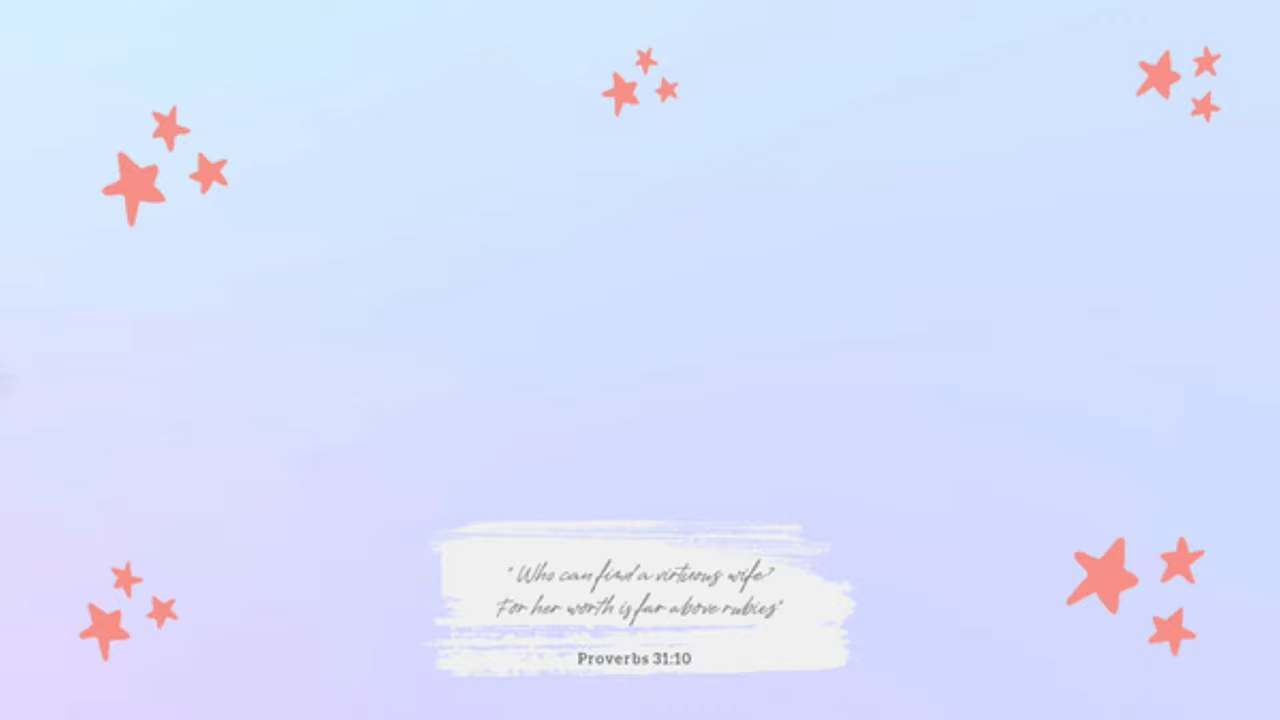 "Who can find a virtuous wife?
For her worth is far above rubies"
Proverbs 31:10